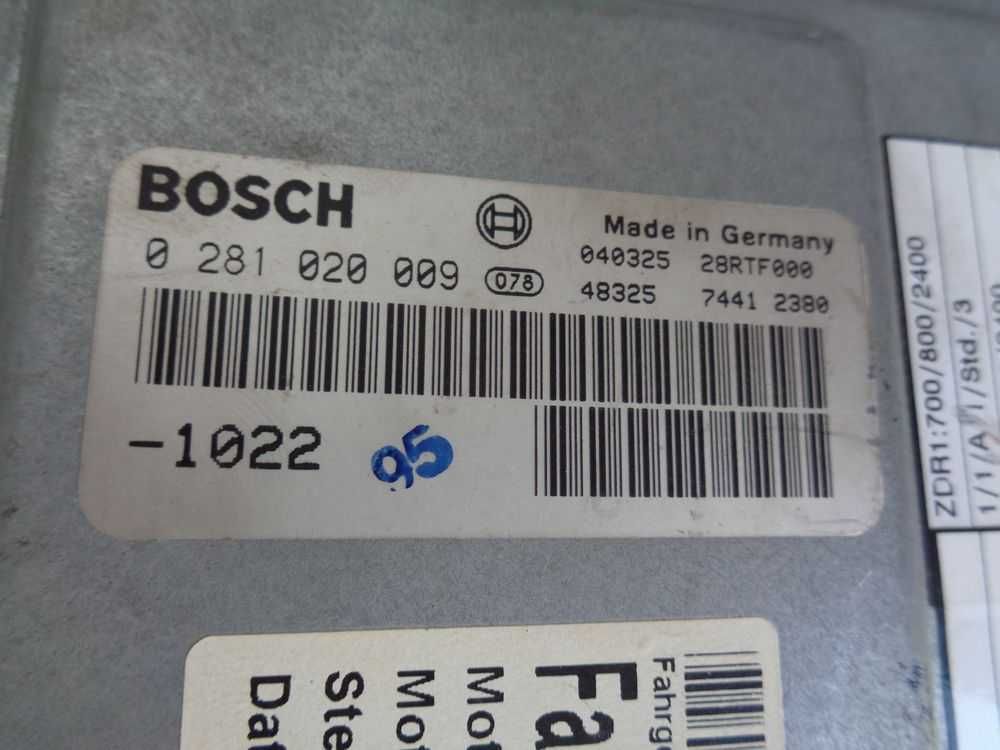 BOSCH
Made in Germany
0 281 020 009 078
040325 28RTF000
48325 7441 2380
-1022 95
ZDR1:700/800/2400
Fahrge
Fa
Mot
Mot
Ste
Dat